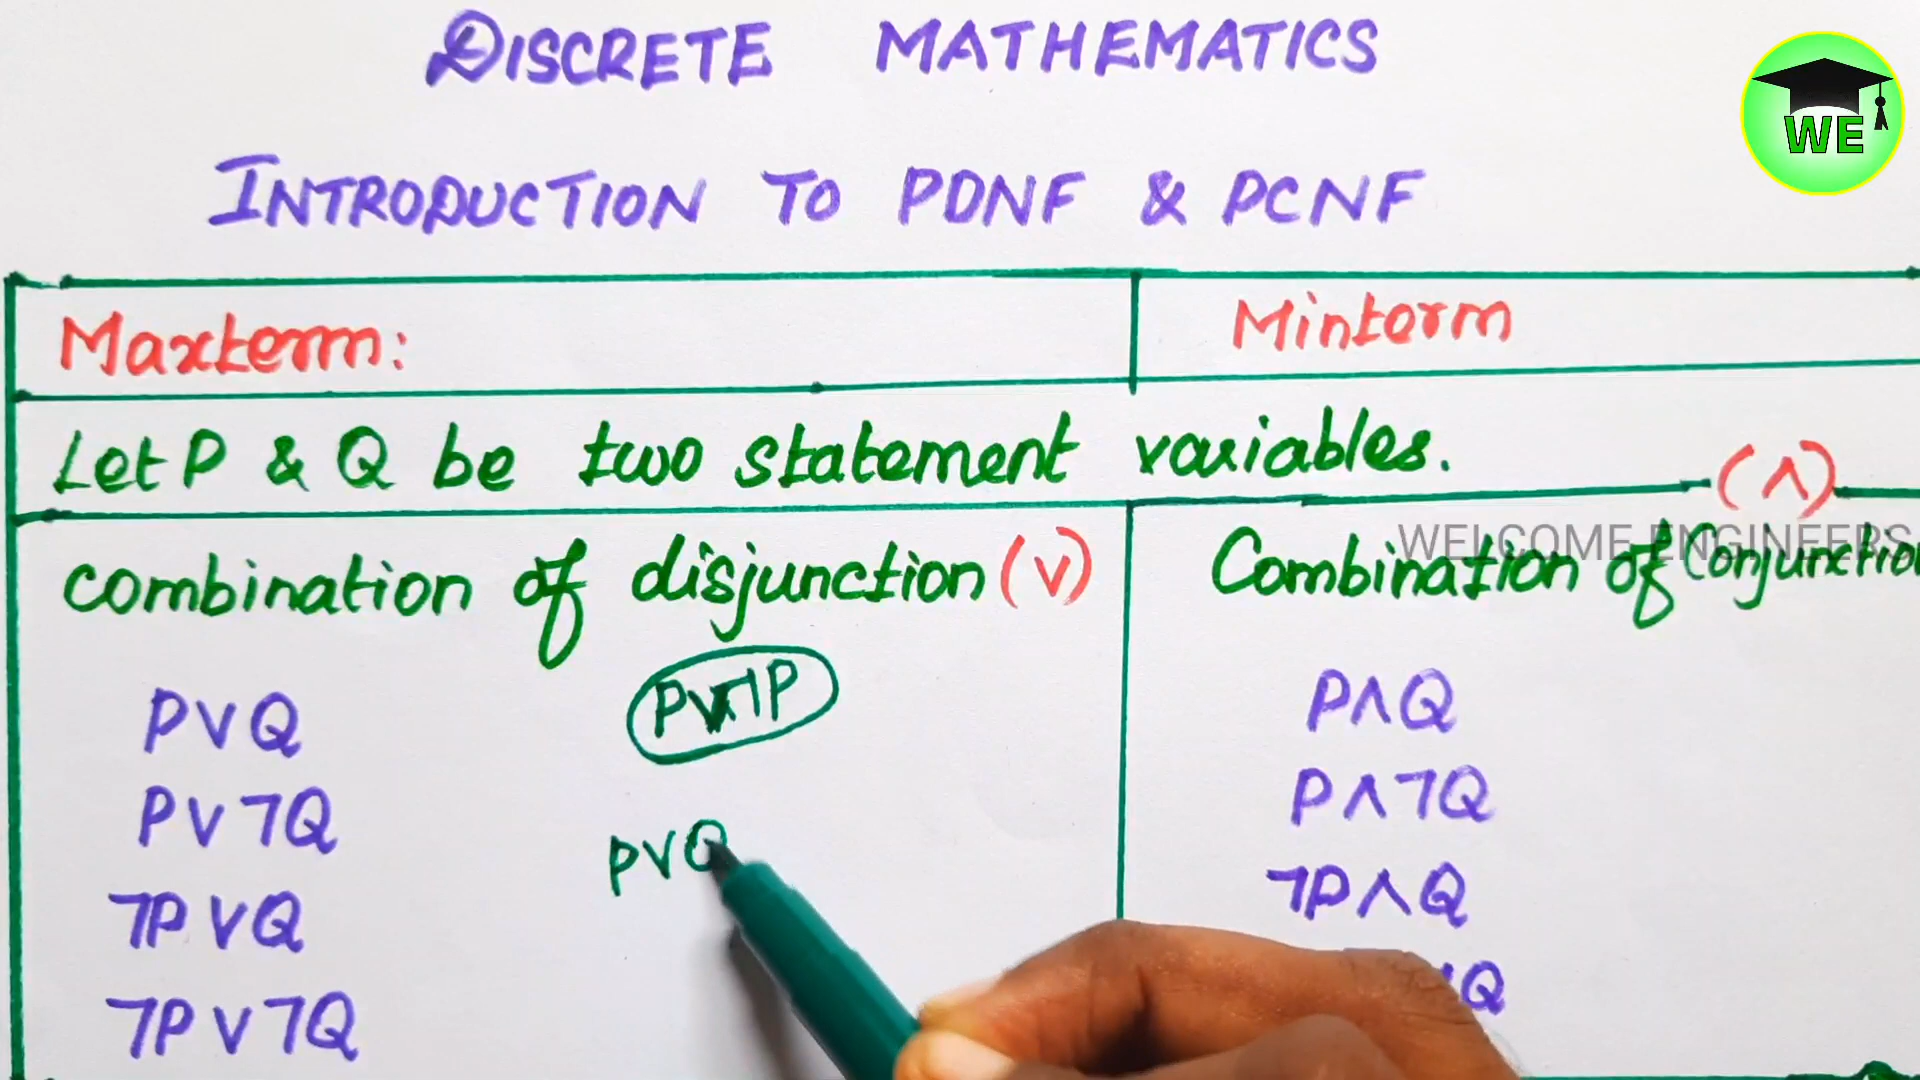 DISCRETE MATHEMATICS
WE
INTRODUCTION TO PDNF & PCNF
Maxterm: Minterm
Let P & Q be two statement variables.
(∧)
WELCOME ENGINEERS
combination of disjunction (∨) Combination of Conjunction
P∨Q P∨¬P P∧Q
P∨¬Q P∨Q P∧¬Q
¬P∨Q ¬P∧Q
¬P∨¬Q Q